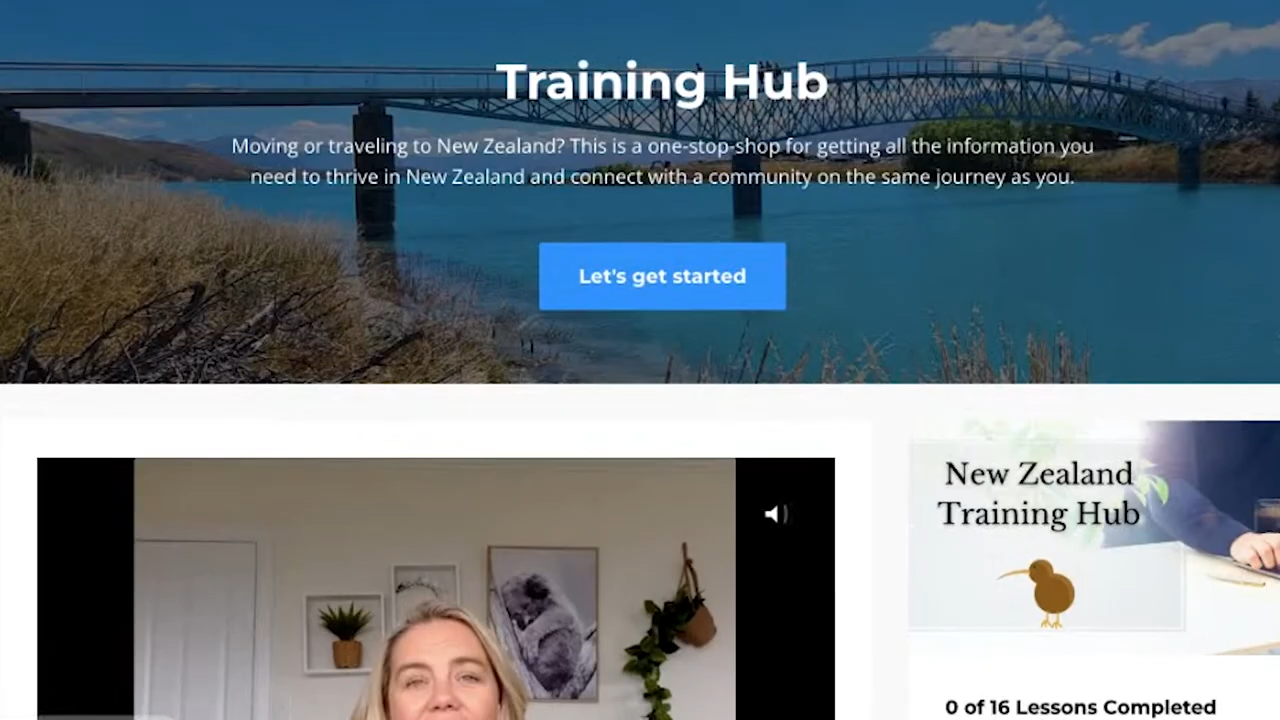 Training Hub
Moving or traveling to New Zealand? This is a one-stop-shop for getting all the information you
need to thrive in New Zealand and connect with a community on the same journey as you.
Let's get started
New Zealand
Training Hub
0 of 16 Lessons Completed